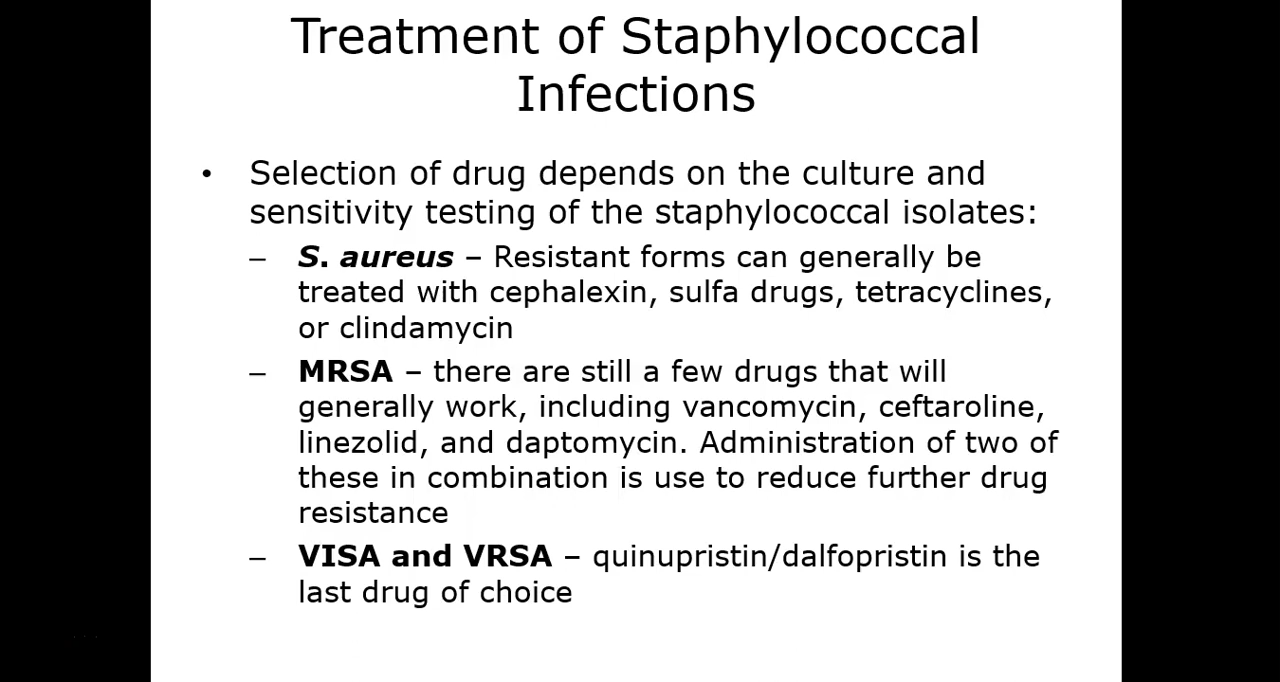 Treatment of Staphylococcal
Infections
• Selection of drug depends on the culture and
sensitivity testing of the staphylococcal isolates:
– S. aureus – Resistant forms can generally be
treated with cephalexin, sulfa drugs, tetracyclines,
or clindamycin
– MRSA – there are still a few drugs that will
generally work, including vancomycin, ceftaroline,
linezolid, and daptomycin. Administration of two of
these in combination is use to reduce further drug
resistance
– VISA and VRSA – quinupristin/dalfopristin is the
last drug of choice